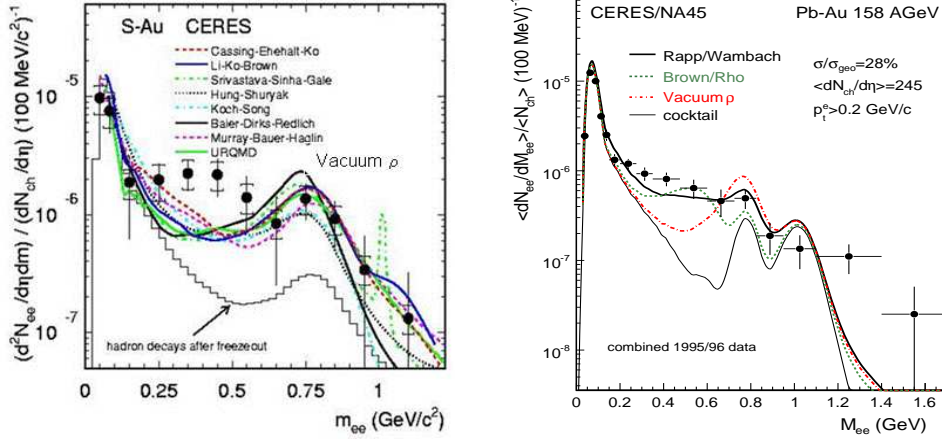 S-Au CERES
Cassing-Ehehalt-Ko
Li-Ko-Brown
Srivastava-Sinha-Gale
Hung-Shuryak
Koch-Song
Baier-Dirks-Redlich
Murray-Bauer-Haglin
URQMD
Vacuum ρ
hadron decays after freezeout
(d²N_ee/dηdm) / (dN_ch/dη) (100 MeV/c²)⁻¹
10⁻⁵
10⁻⁶
10⁻⁷
0 0.25 0.5 0.75 1
m_ee (GeV/c²)
CERES/NA45 Pb-Au 158 AGeV
Rapp/Wambach
Brown/Rho
Vacuum ρ
cocktail
σ/σ_geo=28%
<dN_ch/dη>=245
p_t^e>0.2 GeV/c
combined 1995/96 data
<dN_ee/dM_ee>/<N_ch> (100 MeV)⁻¹
10⁻⁵
10⁻⁶
10⁻⁷
10⁻⁸
0 0.2 0.4 0.6 0.8 1 1.2 1.4 1.6
M_ee (GeV)